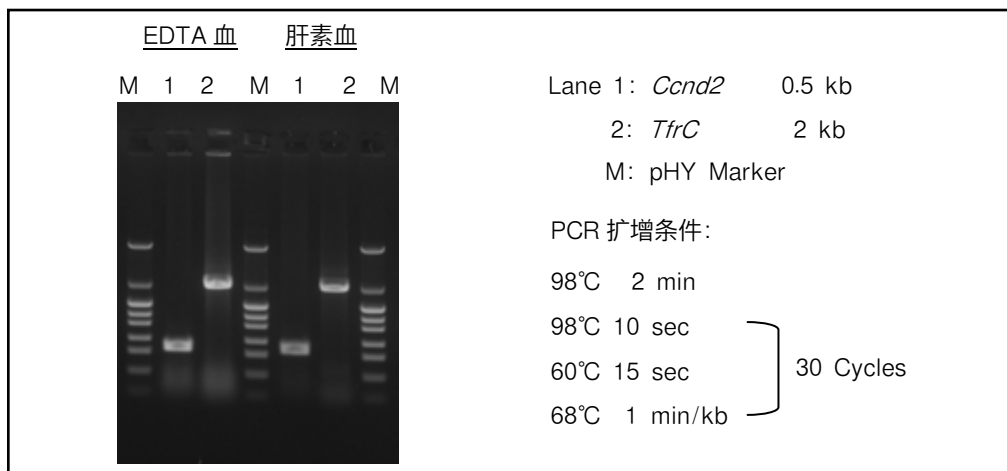 EDTA 血 肝素血
M 1 2 M 1 2 M
Lane 1: Ccnd2 0.5 kb
2: TfrC 2 kb
M: pHY Marker
PCR 扩增条件:
98℃ 2 min
98℃ 10 sec
60℃ 15 sec
68℃ 1 min/kb
30 Cycles